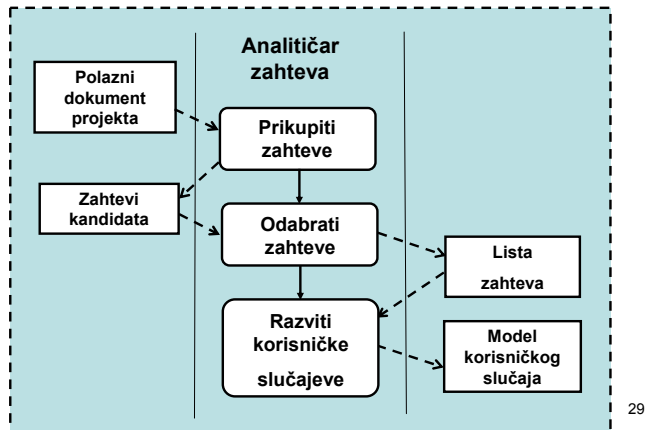 Analitičar
zahteva
Polazni
dokument
projekta
Prikupiti
zahteve
Zahtevi
kandidata
Odabrati
zahteve
Lista
zahteva
Razviti
korisničke
slučajeve
Model
korisničkog
slučaja
29